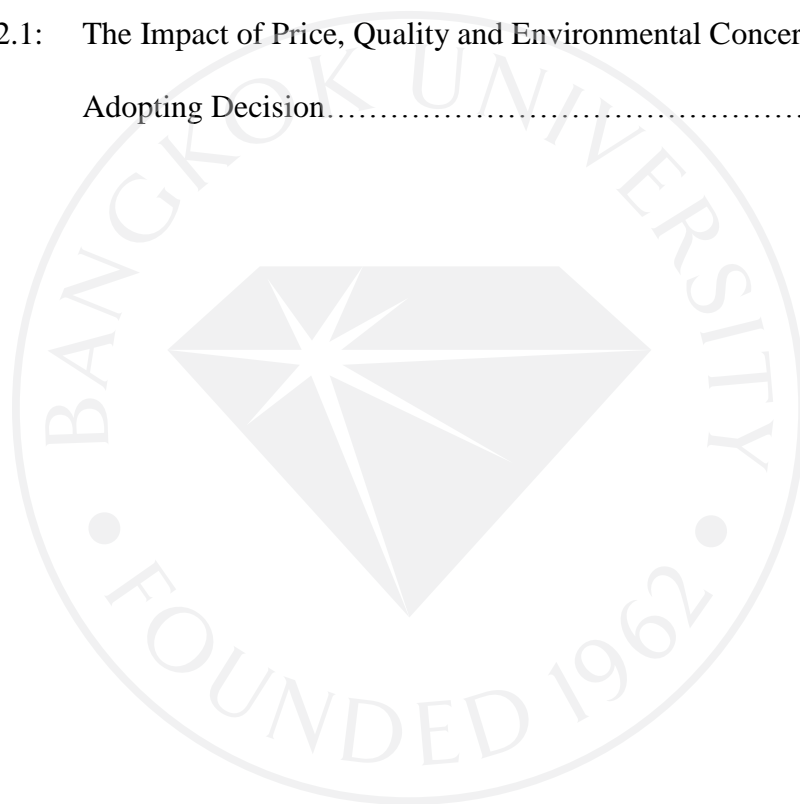 2.1: The Impact of Price, Quality and Environmental Concer
Adopting Decision……………………………………………
BANGKOK UNIVERSITY
FOUNDED 1962